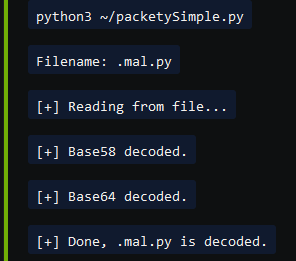 python3 ~/packetySimple.py
Filename: .mal.py
[+] Reading from file...
[+] Base58 decoded.
[+] Base64 decoded.
[+] Done, .mal.py is decoded.